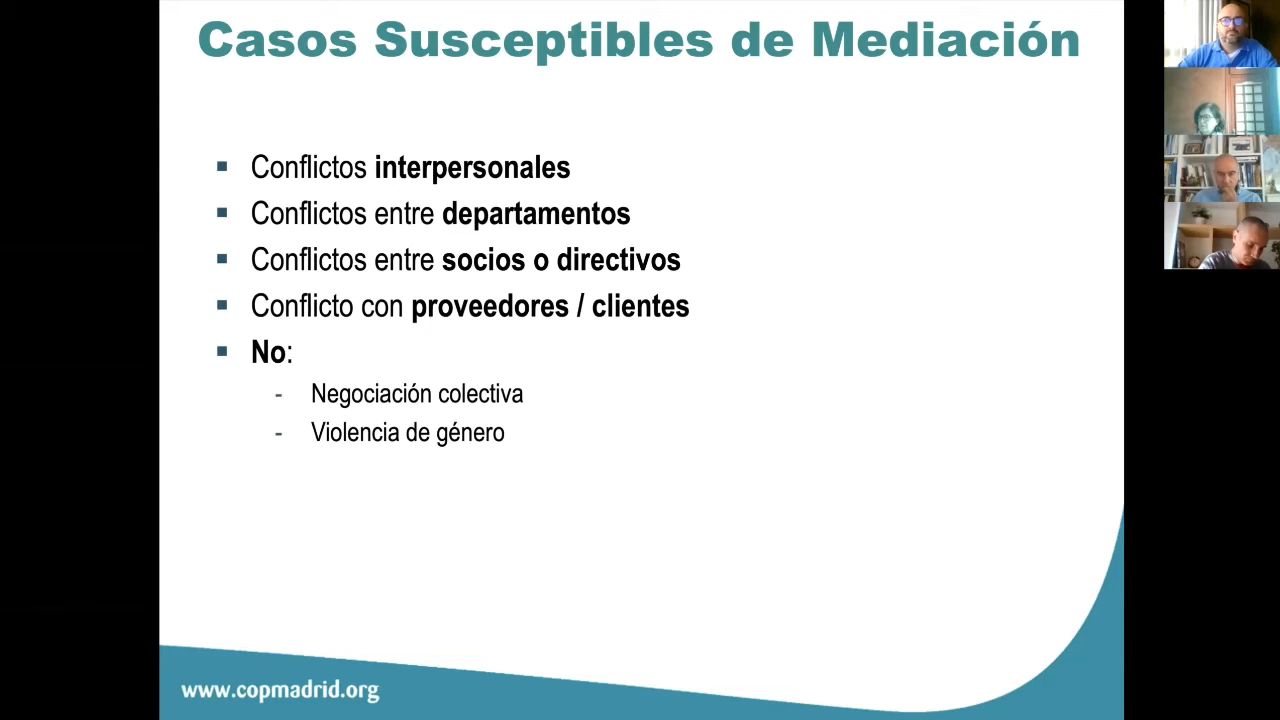 Casos Susceptibles de Mediación
▪ Conflictos interpersonales
▪ Conflictos entre departamentos
▪ Conflictos entre socios o directivos
▪ Conflicto con proveedores / clientes
▪ No:
- Negociación colectiva
- Violencia de género
www.copmadrid.org